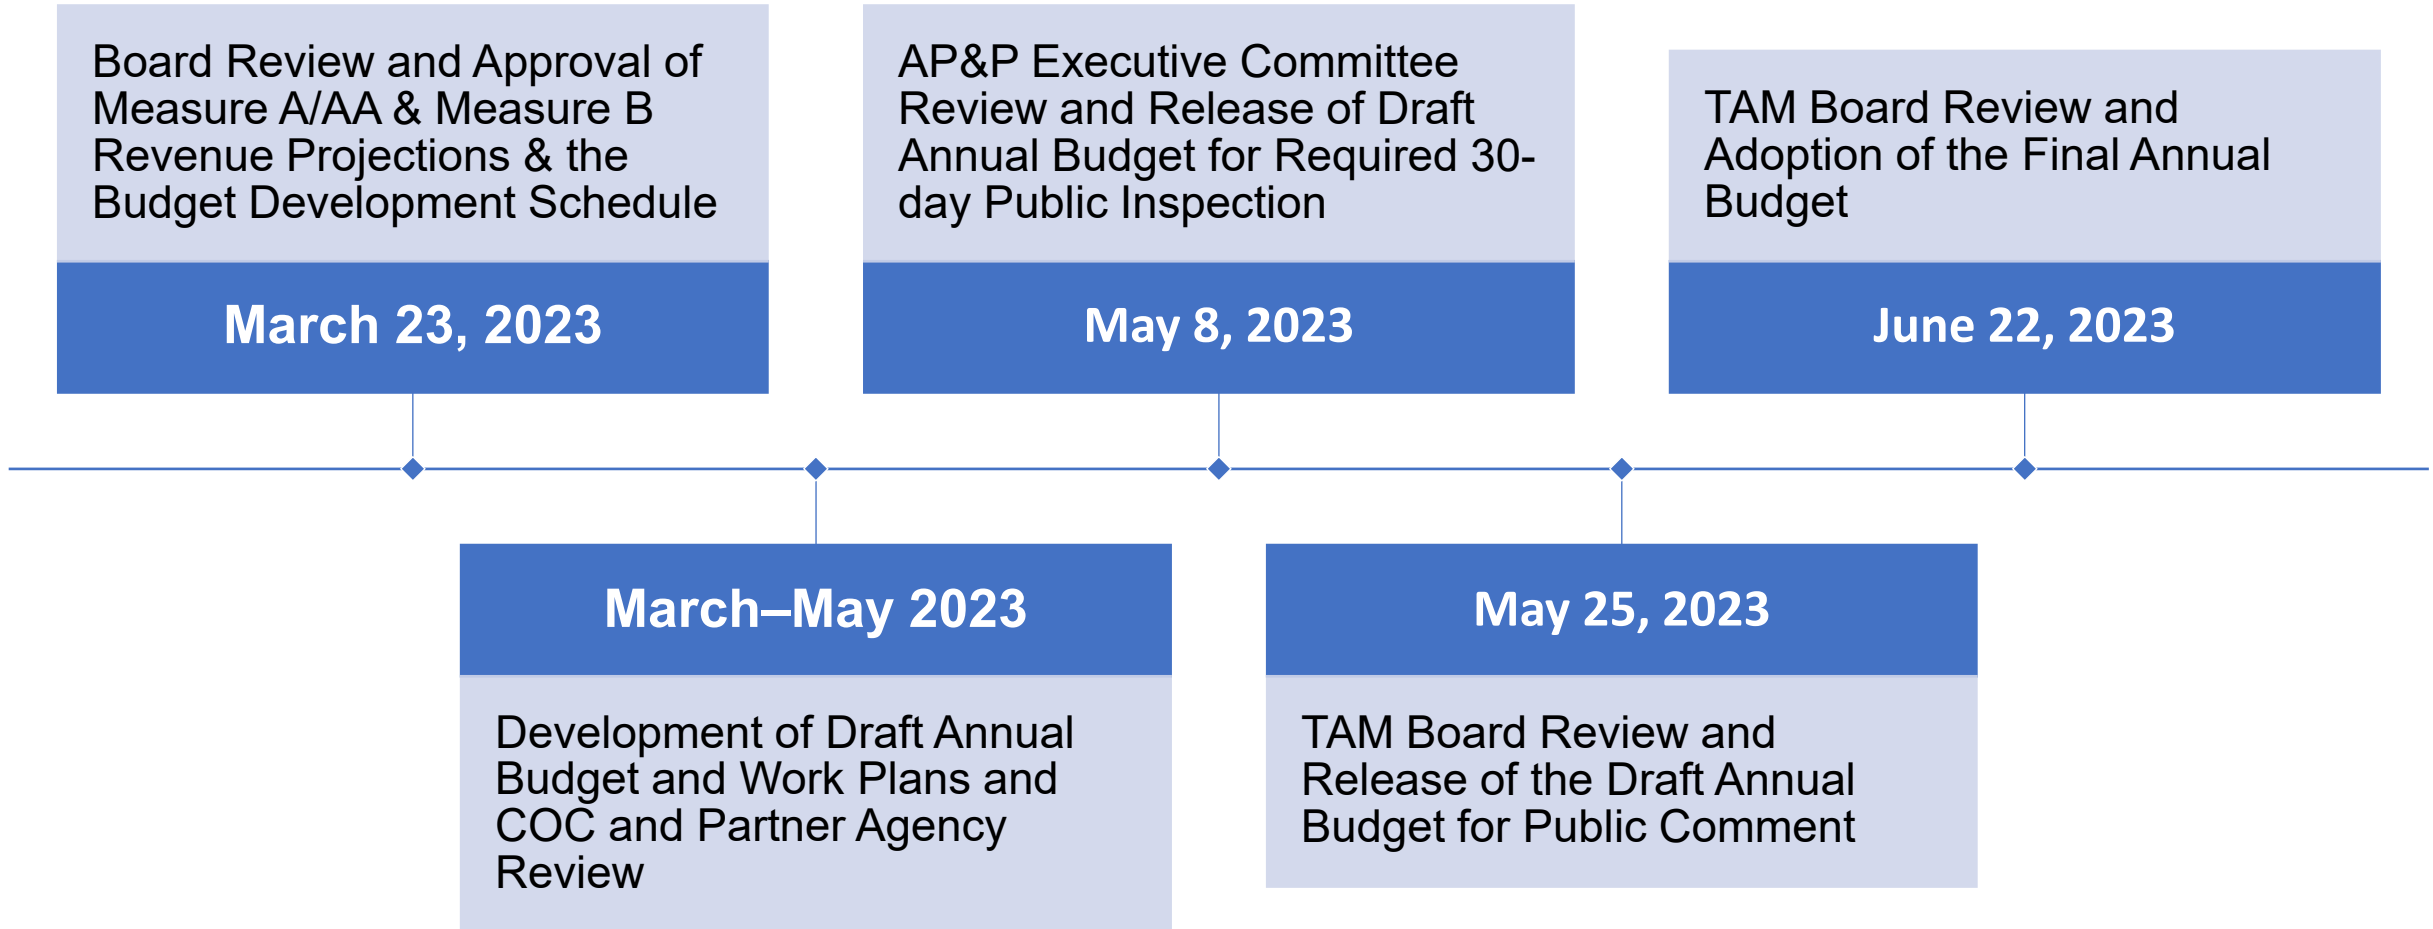 Board Review and Approval of
Measure A/AA & Measure B
Revenue Projections & the
Budget Development Schedule
March 23, 2023
March–May 2023
Development of Draft Annual
Budget and Work Plans and
COC and Partner Agency
Review
AP&P Executive Committee
Review and Release of Draft
Annual Budget for Required 30-
day Public Inspection
May 8, 2023
May 25, 2023
TAM Board Review and
Release of the Draft Annual
Budget for Public Comment
TAM Board Review and
Adoption of the Final Annual
Budget
June 22, 2023